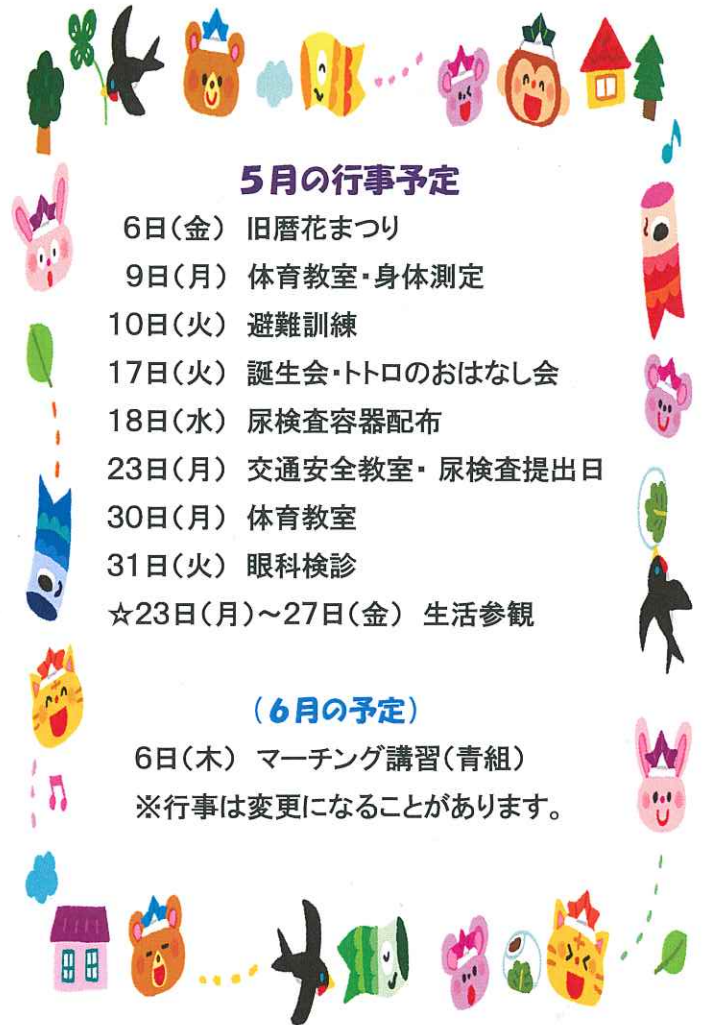 5月の行事予定
6日(金) 旧暦花まつり
9日(月) 体育教室・身体測定
10日(火) 避難訓練
17日(火) 誕生会・トトロのおはなし会
18日(水) 尿検査容器配布
23日(月) 交通安全教室・ 尿検査提出日
30日(月) 体育教室
31日(火) 眼科検診
☆23日(月)～27日(金) 生活参観
(6月の予定)
6日(木) マーチング講習(青組)
※行事は変更になることがあります。